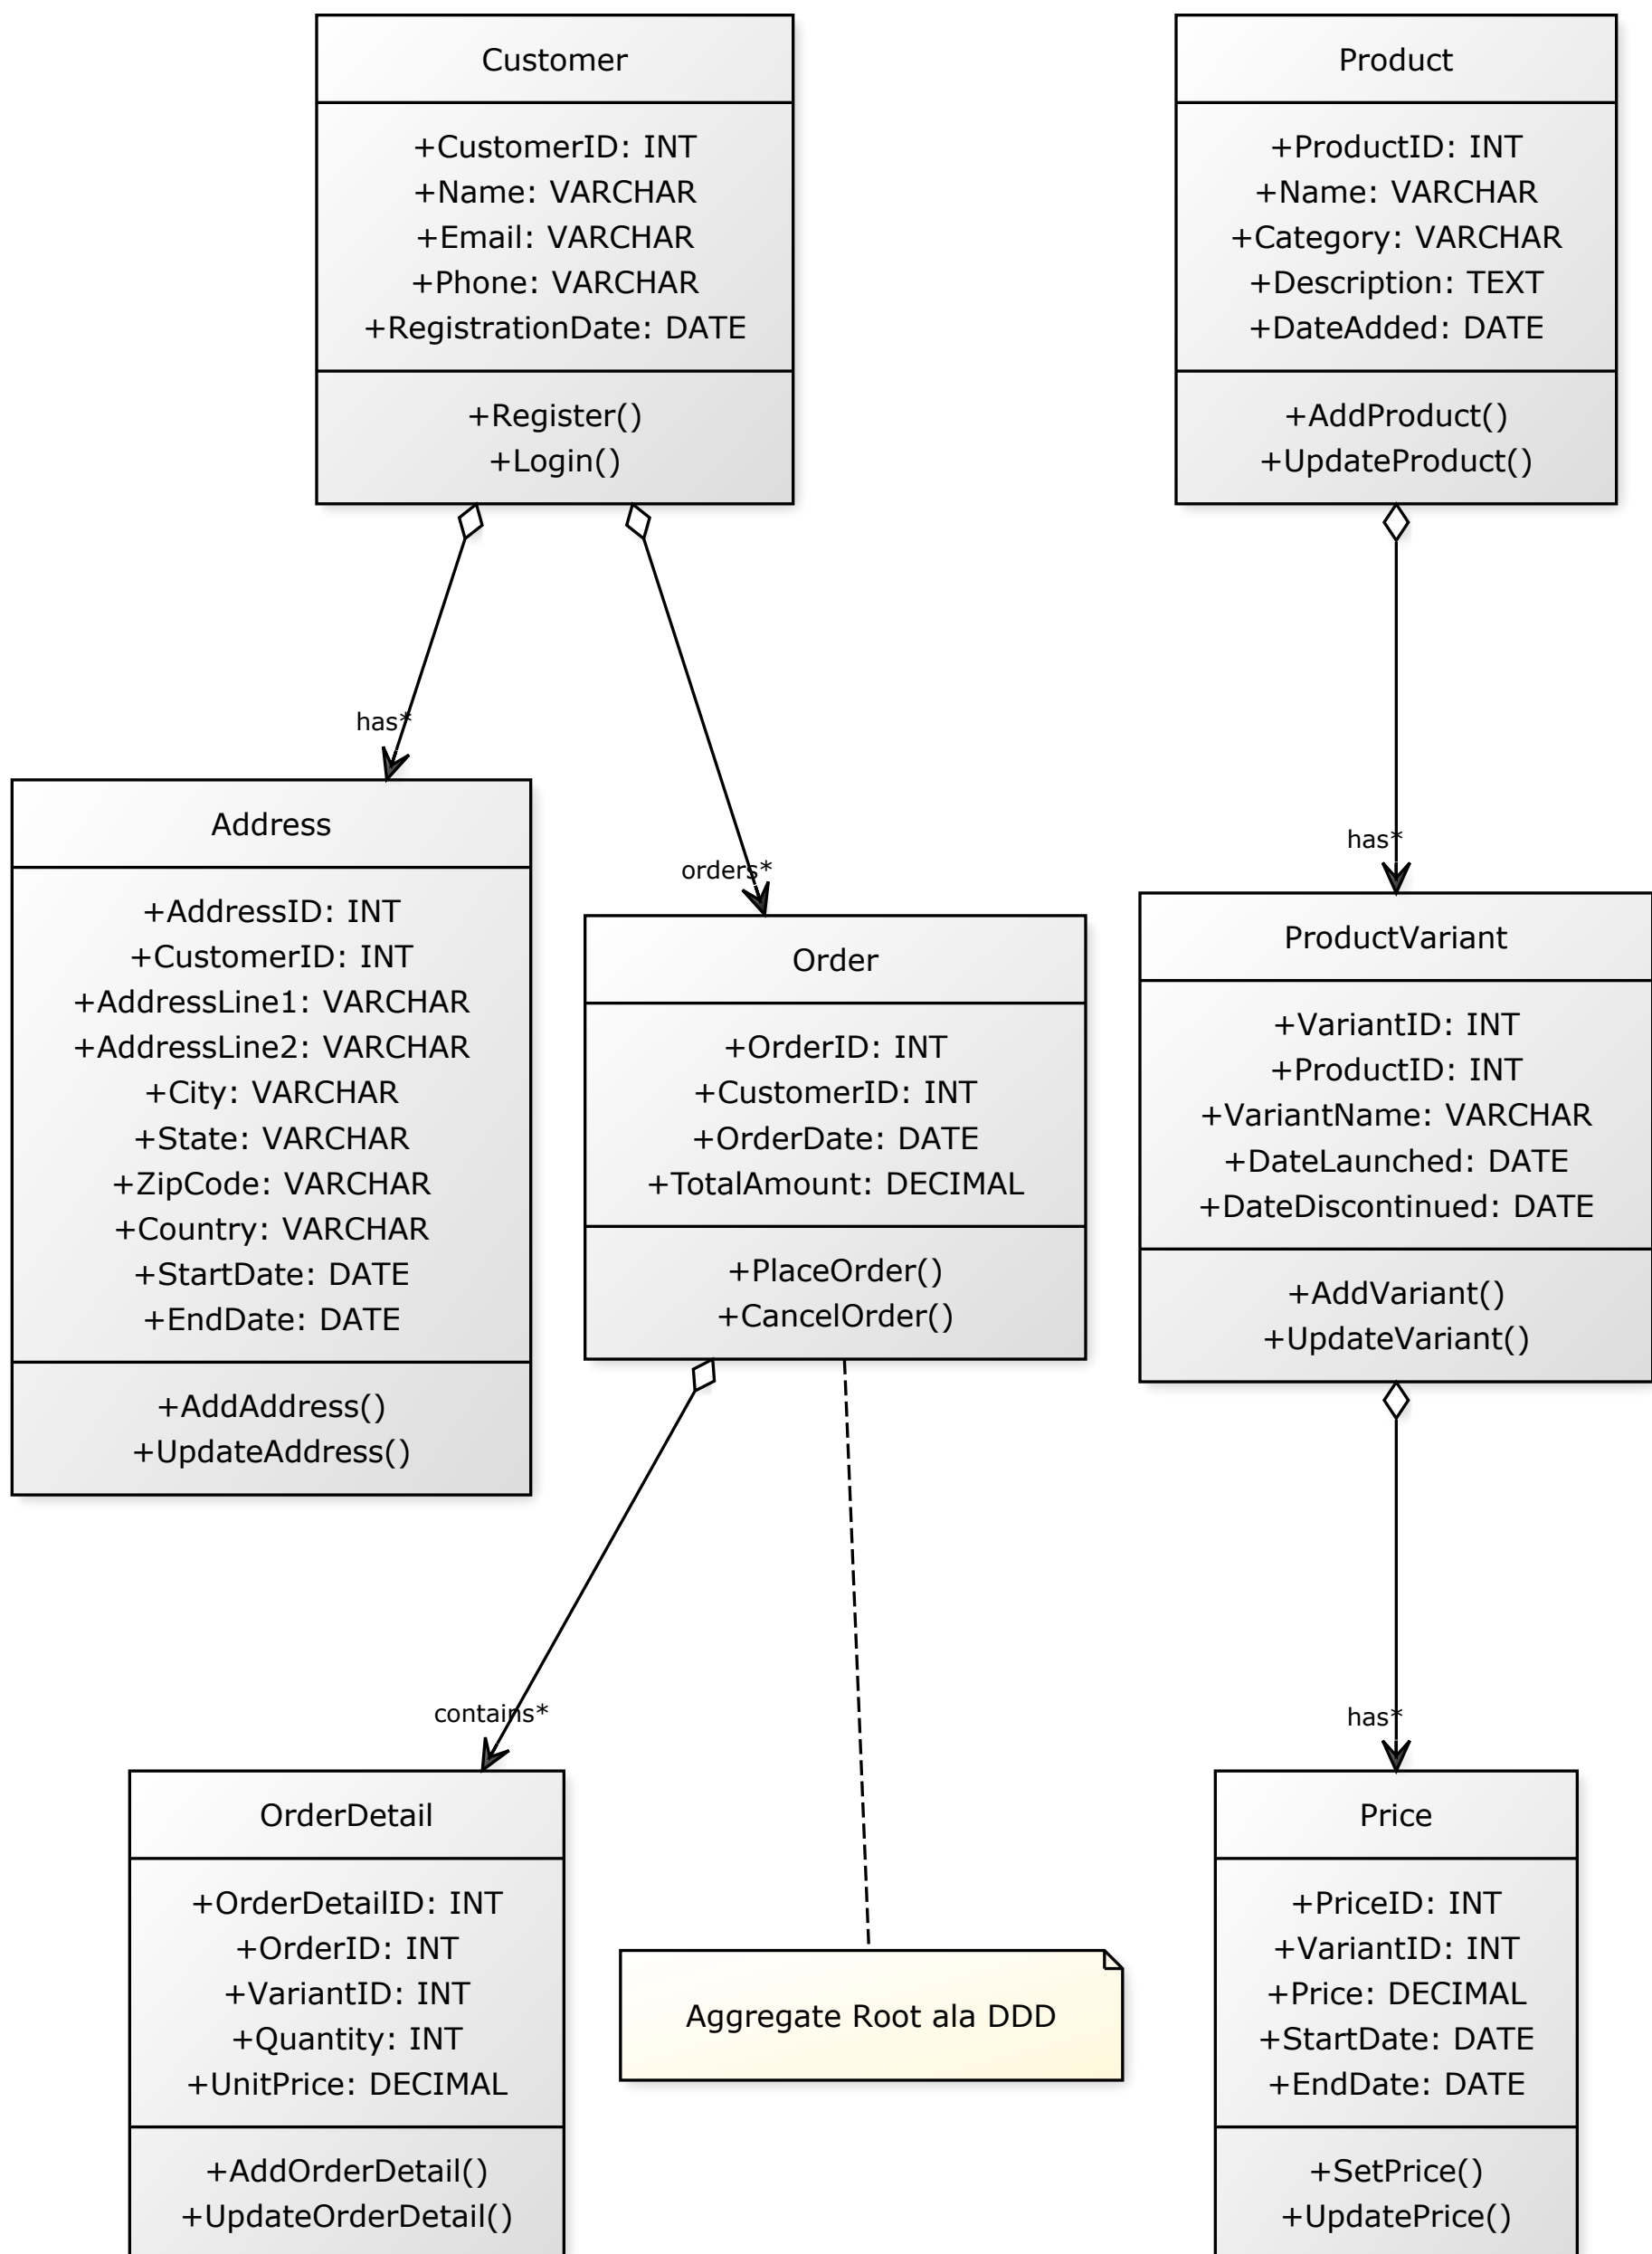 Customer
+CustomerID: INT
+Name: VARCHAR
+Email: VARCHAR
+Phone: VARCHAR
+RegistrationDate: DATE
+Register()
+Login()
Product
+ProductID: INT
+Name: VARCHAR
+Category: VARCHAR
+Description: TEXT
+DateAdded: DATE
+AddProduct()
+UpdateProduct()
has*
orders*
has*
Address
+AddressID: INT
+CustomerID: INT
+AddressLine1: VARCHAR
+AddressLine2: VARCHAR
+City: VARCHAR
+State: VARCHAR
+ZipCode: VARCHAR
+Country: VARCHAR
+StartDate: DATE
+EndDate: DATE
+AddAddress()
+UpdateAddress()
Order
+OrderID: INT
+CustomerID: INT
+OrderDate: DATE
+TotalAmount: DECIMAL
+PlaceOrder()
+CancelOrder()
ProductVariant
+VariantID: INT
+ProductID: INT
+VariantName: VARCHAR
+DateLaunched: DATE
+DateDiscontinued: DATE
+AddVariant()
+UpdateVariant()
contains*
has*
OrderDetail
+OrderDetailID: INT
+OrderID: INT
+VariantID: INT
+Quantity: INT
+UnitPrice: DECIMAL
+AddOrderDetail()
+UpdateOrderDetail()
Aggregate Root ala DDD
Price
+PriceID: INT
+VariantID: INT
+Price: DECIMAL
+StartDate: DATE
+EndDate: DATE
+SetPrice()
+UpdatePrice()